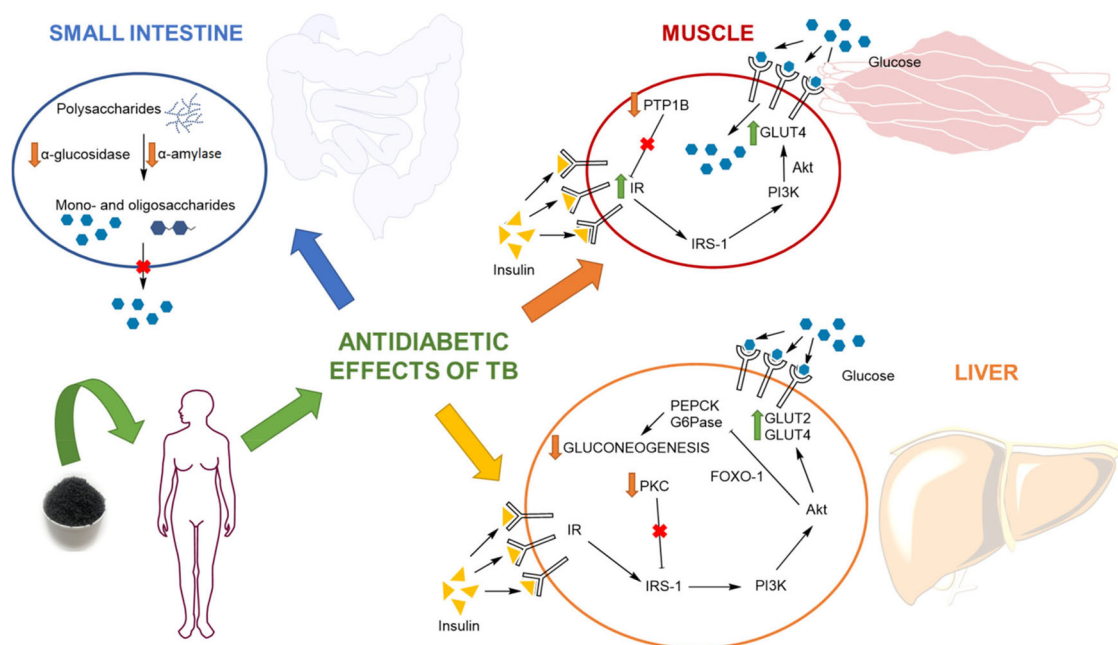 SMALL INTESTINE
Polysaccharides
α-glucosidase
α-amylase
Mono- and oligosaccharides
MUSCLE
Glucose
PTP1B
GLUT4
Akt
IR
PI3K
IRS-1
Insulin
ANTIDIABETIC
EFFECTS OF TB
LIVER
Glucose
PEPCK
G6Pase
GLUT2
GLUT4
GLUCONEOGENESIS
FOXO-1
PKC
Akt
IR
IRS-1
PI3K
Insulin